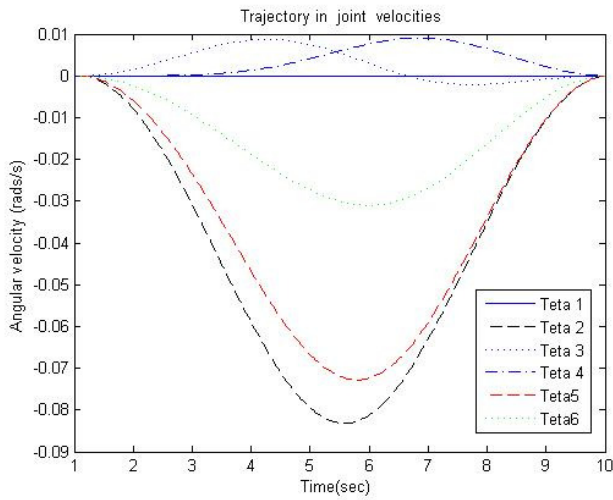 Trajectory in joint velocities
0.01
0
-0.01
-0.02
-0.03
-0.04
-0.05
-0.06
-0.07
-0.08
-0.09
Angular velocity (rads/s)
Teta 1
Teta 2
Teta 3
Teta 4
Teta5
Teta6
1 2 3 4 5 6 7 8 9 10
Time(sec)